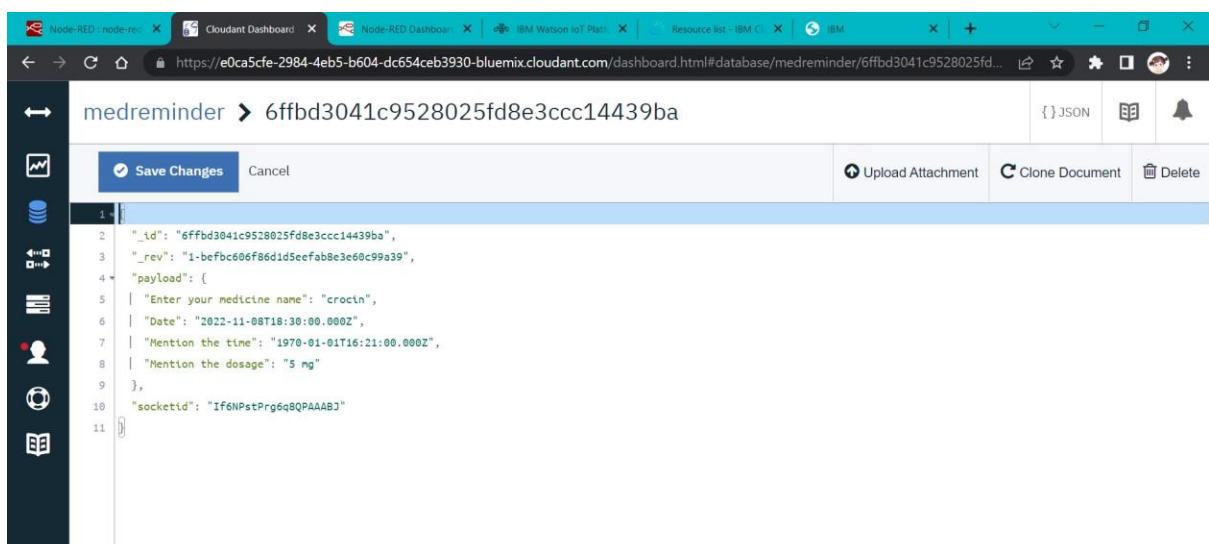 Node-RED : node-red
Cloudant Dashboard
Node-RED Dashboard
IBM Watson IoT Platf
Resource list - IBM Cl
IBM
https://e0ca5cfe-2984-4eb5-b604-dc654ceb3930-bluemix.cloudant.com/dashboard.html#database/medreminder/6ffbd3041c9528025fd...
medreminder > 6ffbd3041c9528025fd8e3ccc14439ba
{ } JSON
Save Changes
Cancel
Upload Attachment
Clone Document
Delete
1 {
2 "_id": "6ffbd3041c9528025fd8e3ccc14439ba",
3 "_rev": "1-befbc606f86d1d5eefab8e3e60c99a39",
4 "payload": {
5 "Enter your medicine name": "crocin",
6 "Date": "2022-11-08T18:30:00.000Z",
7 "Mention the time": "1970-01-01T16:21:00.000Z",
8 "Mention the dosage": "5 mg"
9 },
10 "socketid": "If6NPstPrg6q8QPAAABJ"
11 }